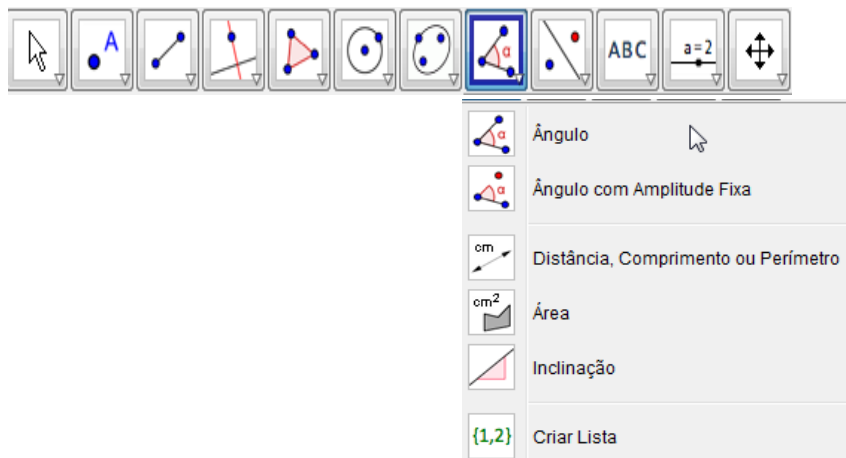 A
α
ABC
a=2
α
Ângulo
α
Ângulo com Amplitude Fixa
cm
Distância, Comprimento ou Perímetro
cm²
Área
Inclinação
{1,2}
Criar Lista